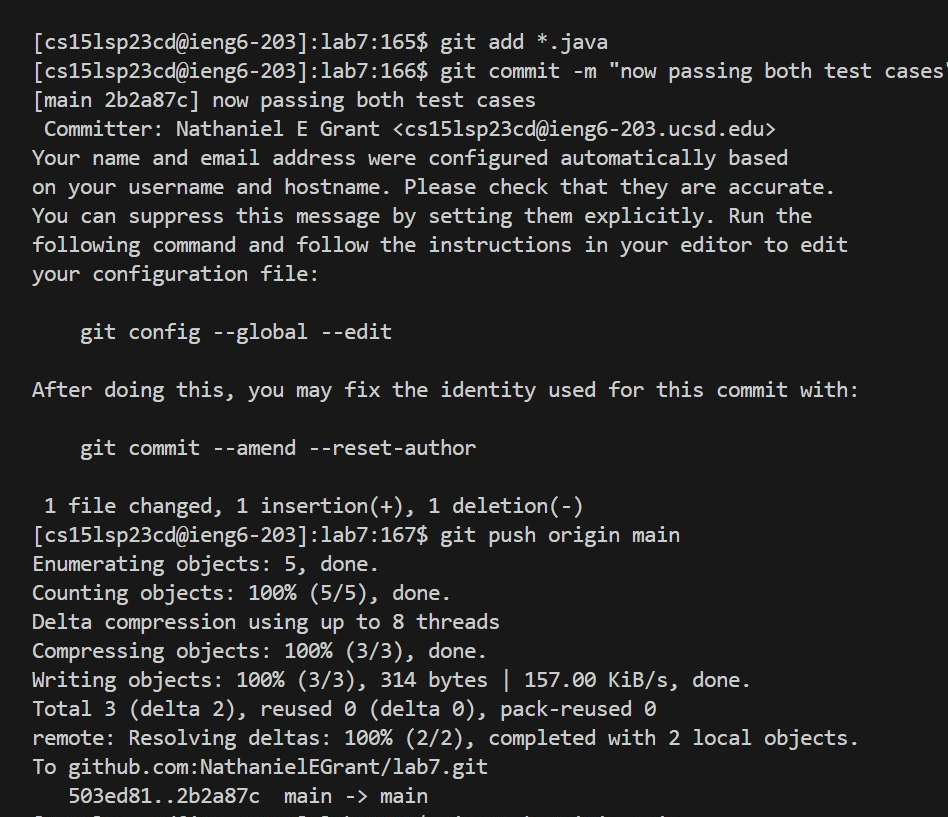 [cs15lsp23cd@ieng6-203]:lab7:165$ git add *.java
[cs15lsp23cd@ieng6-203]:lab7:166$ git commit -m "now passing both test cases"
[main 2b2a87c] now passing both test cases
 Committer: Nathaniel E Grant <cs15lsp23cd@ieng6-203.ucsd.edu>
Your name and email address were configured automatically based
on your username and hostname. Please check that they are accurate.
You can suppress this message by setting them explicitly. Run the
following command and follow the instructions in your editor to edit
your configuration file:

    git config --global --edit

After doing this, you may fix the identity used for this commit with:

    git commit --amend --reset-author

 1 file changed, 1 insertion(+), 1 deletion(-)
[cs15lsp23cd@ieng6-203]:lab7:167$ git push origin main
Enumerating objects: 5, done.
Counting objects: 100% (5/5), done.
Delta compression using up to 8 threads
Compressing objects: 100% (3/3), done.
Writing objects: 100% (3/3), 314 bytes | 157.00 KiB/s, done.
Total 3 (delta 2), reused 0 (delta 0), pack-reused 0
remote: Resolving deltas: 100% (2/2), completed with 2 local objects.
To github.com:NathanielEGrant/lab7.git
   503ed81..2b2a87c  main -> main